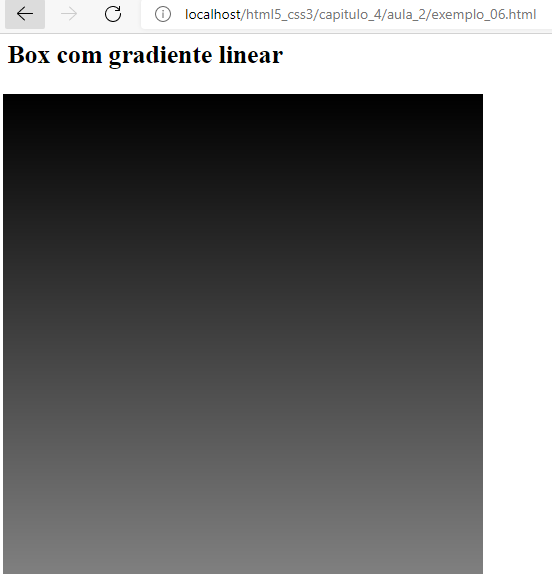 localhost/html5_css3/capitulo_4/aula_2/exemplo_06.html
Box com gradiente linear